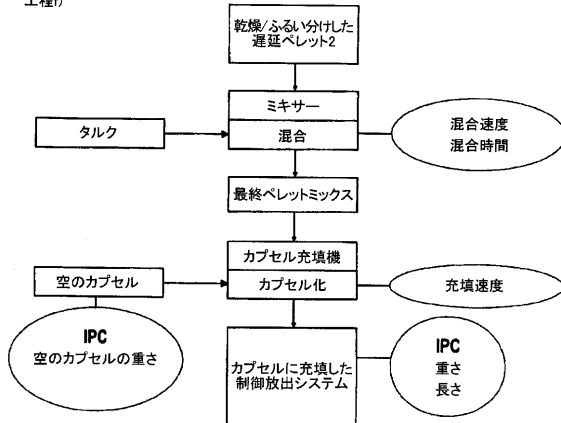 乾燥/ふるい分けした
遅延ペレット2
ミキサー
タルク
混合
混合速度
混合時間
最終ペレットミックス
カプセル充填機
空のカプセル
カプセル化
充填速度
IPC
空のカプセルの重さ
カプセルに充填した
制御放出システム
IPC
重さ
長さ